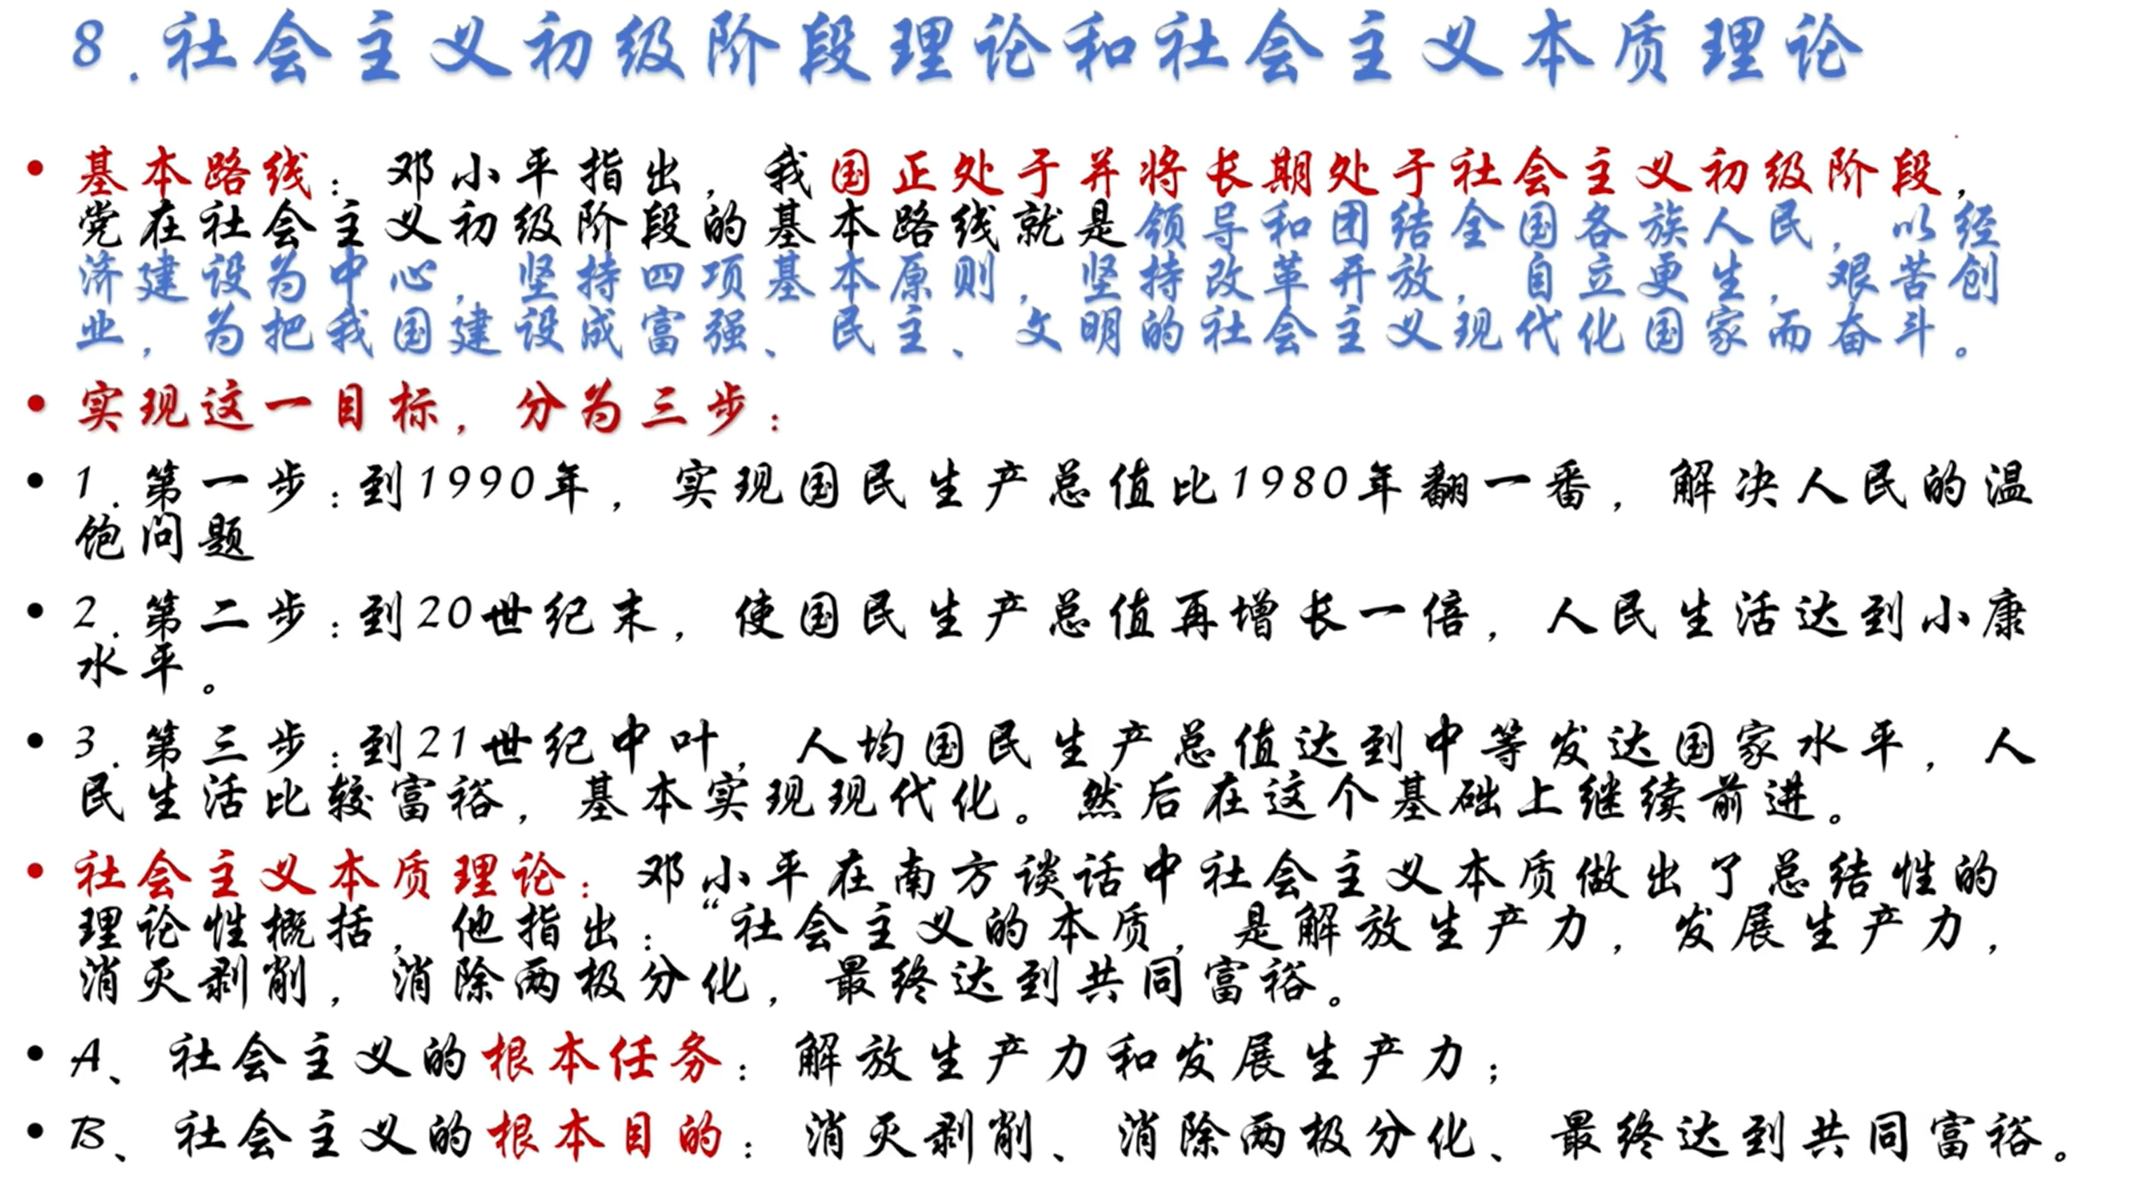 8.社会主义初级阶段理论和社会主义本质理论
• 基本路线：邓小平指出，我国正处于并将长期处于社会主义初级阶段，
党在社会主义初级阶段的基本路线就是领导和团结全国各族人民，以经
济建设为中心，坚持四项基本原则，坚持改革开放，自立更生，艰苦创
业，为把我国建设成富强、民主、文明的社会主义现代化国家而奋斗。
• 实现这一目标，分为三步：
• 1.第一步:到1990年，实现国民生产总值比1980年翻一番，解决人民的温
饱问题
• 2.第二步:到20世纪末，使国民生产总值再增长一倍，人民生活达到小康
水平。
• 3.第三步:到21世纪中叶，人均国民生产总值达到中等发达国家水平，人
民生活比较富裕，基本实现现代化。然后在这个基础上继续前进。
• 社会主义本质理论：邓小平在南方谈话中社会主义本质做出了总结性的
理论性概括，他指出：“社会主义的本质，是解放生产力，发展生产力，
消灭剥削，消除两极分化，最终达到共同富裕。
• A、社会主义的根本任务：解放生产力和发展生产力；
• B、社会主义的根本目的：消灭剥削、消除两极分化、最终达到共同富裕。